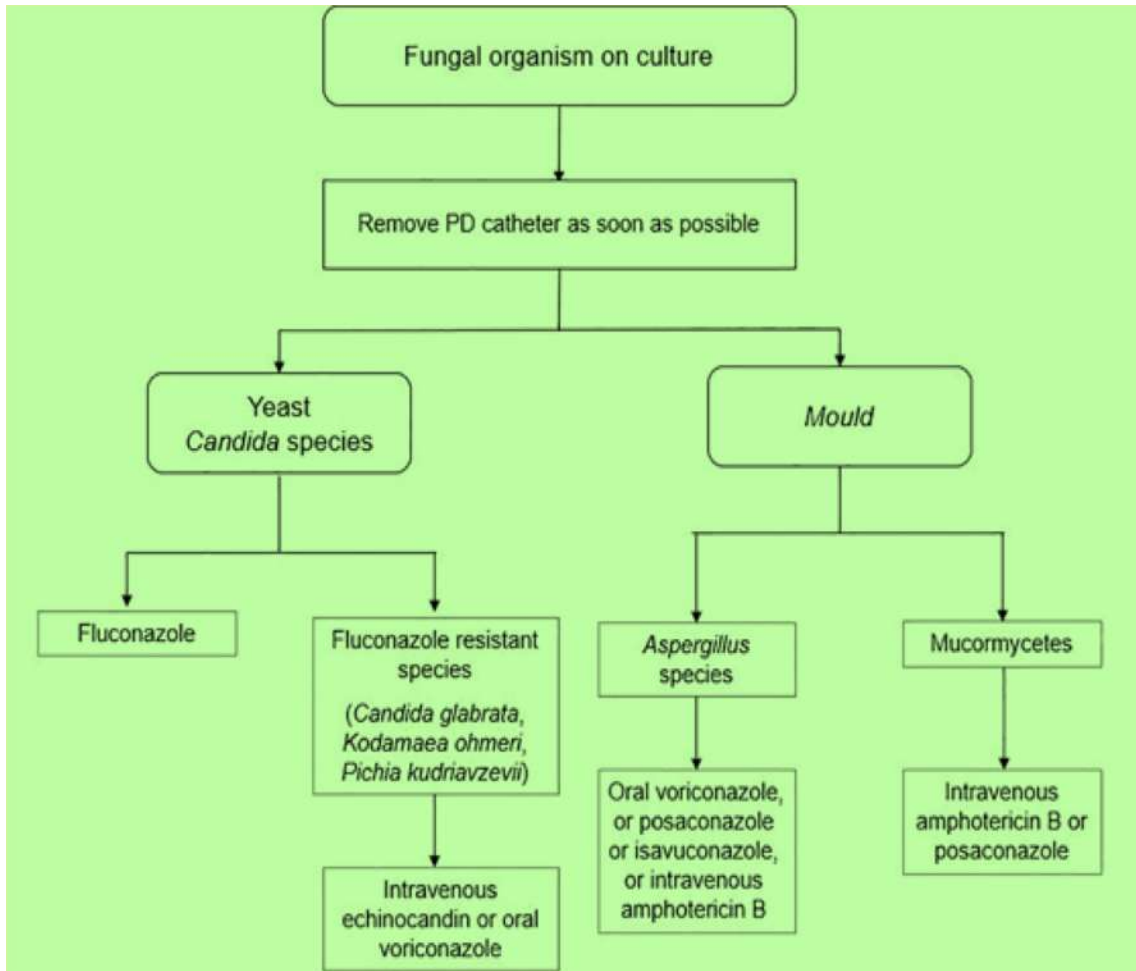 Fungal organism on culture
Remove PD catheter as soon as possible
Yeast
Candida species
Mould
Fluconazole
Fluconazole resistant
species
(Candida glabrata,
Kodamaea ohmeri,
Pichia kudriavzevii)
Intravenous
echinocandin or oral
voriconazole
Aspergillus
species
Oral voriconazole,
or posaconazole
or isavuconazole,
or intravenous
amphotericin B
Mucormycetes
Intravenous
amphotericin B or
posaconazole